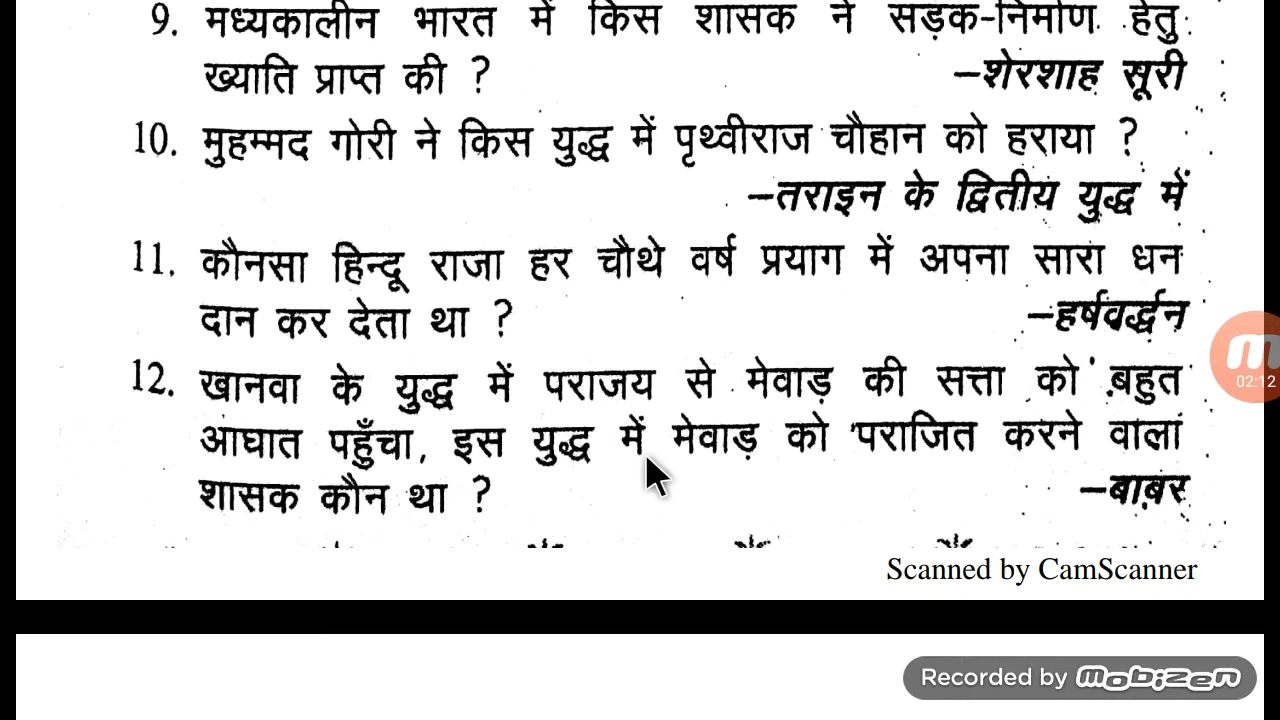 9. मध्यकालीन भारत में किस शासक ने सड़क-निर्माण हेतु
ख्याति प्राप्त की ? –शेरशाह सूरी
10. मुहम्मद गोरी ने किस युद्ध में पृथ्वीराज चौहान को हराया ?
–तराइन के द्वितीय युद्ध में
11. कौनसा हिन्दू राजा हर चौथे वर्ष प्रयाग में अपना सारा धन
दान कर देता था ? –हर्षवर्द्धन
12. खानवा के युद्ध में पराजय से मेवाड़ की सत्ता को बहुत
आघात पहुँचा, इस युद्ध में मेवाड़ को पराजित करने वाला
शासक कौन था ? –बाबर
02:12
Scanned by CamScanner
Recorded by mobizen